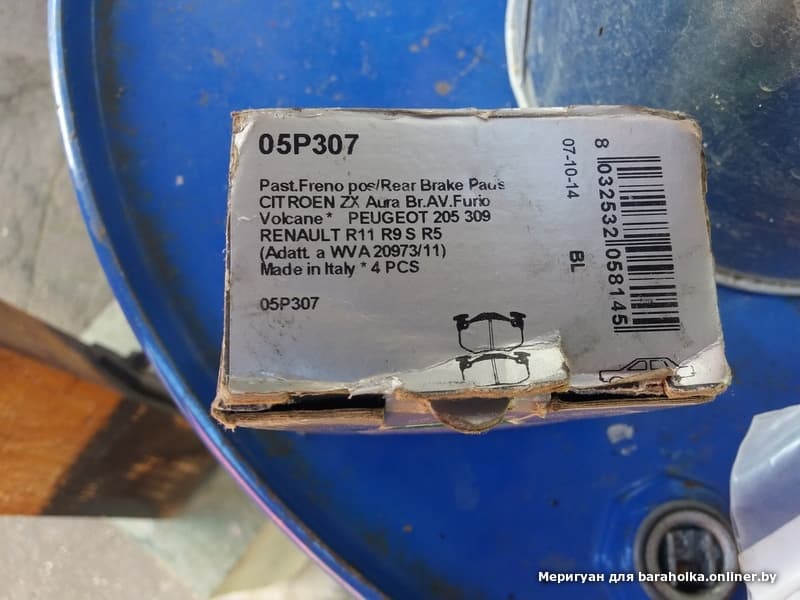 05P307
Past.Freno pos/Rear Brake Pads
CITROEN ZX Aura Br.AV.Furio
Volcane * PEUGEOT 205 309
RENAULT R11 R9 S R5
(Adatt. a WVA 20973/11)
Made in Italy * 4 PCS
05P307
07-10-14
BL
8 032532 058145
Меригуан для baraholka.onliner.by